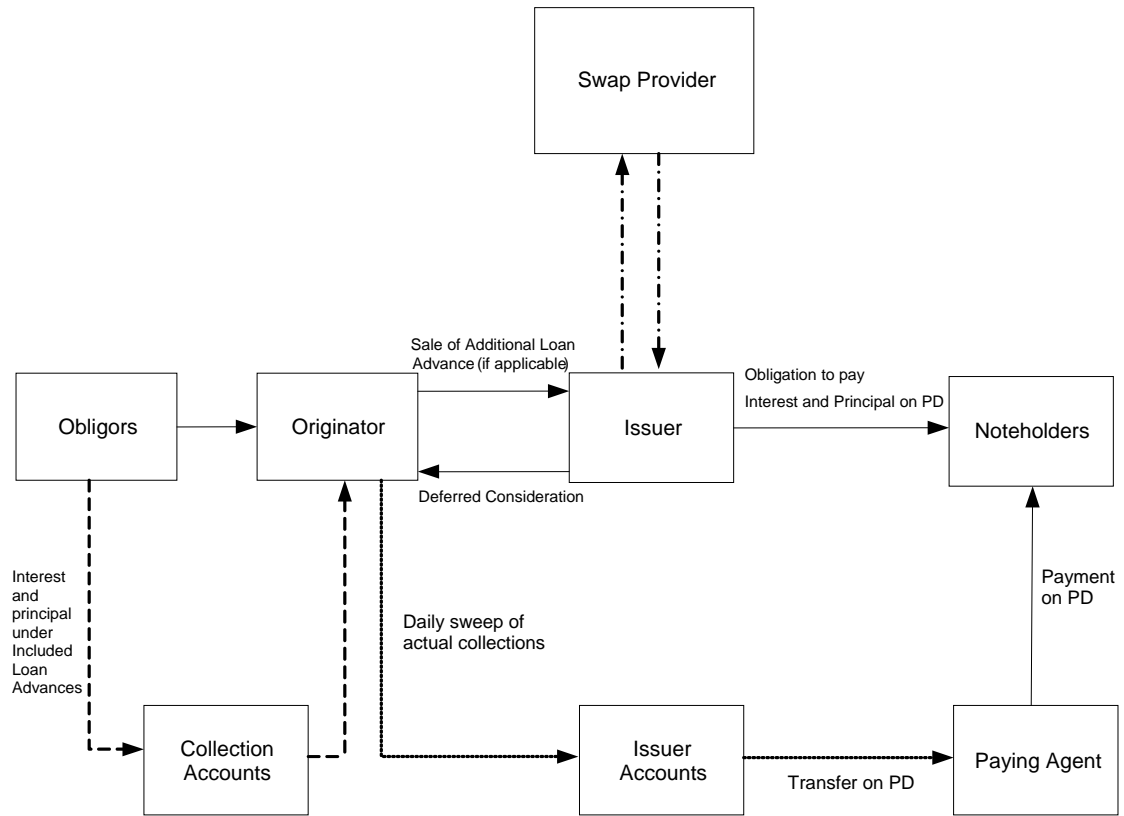 Swap Provider
Sale of Additional Loan
Advance (if applicable)
Obligation to pay
Interest and Principal on PD
Obligors
Originator
Issuer
Noteholders
Deferred Consideration
Interest
and
principal
under
Included
Loan
Advances
Daily sweep of
actual collections
Payment
on PD
Collection
Accounts
Issuer
Accounts
Transfer on PD
Paying Agent